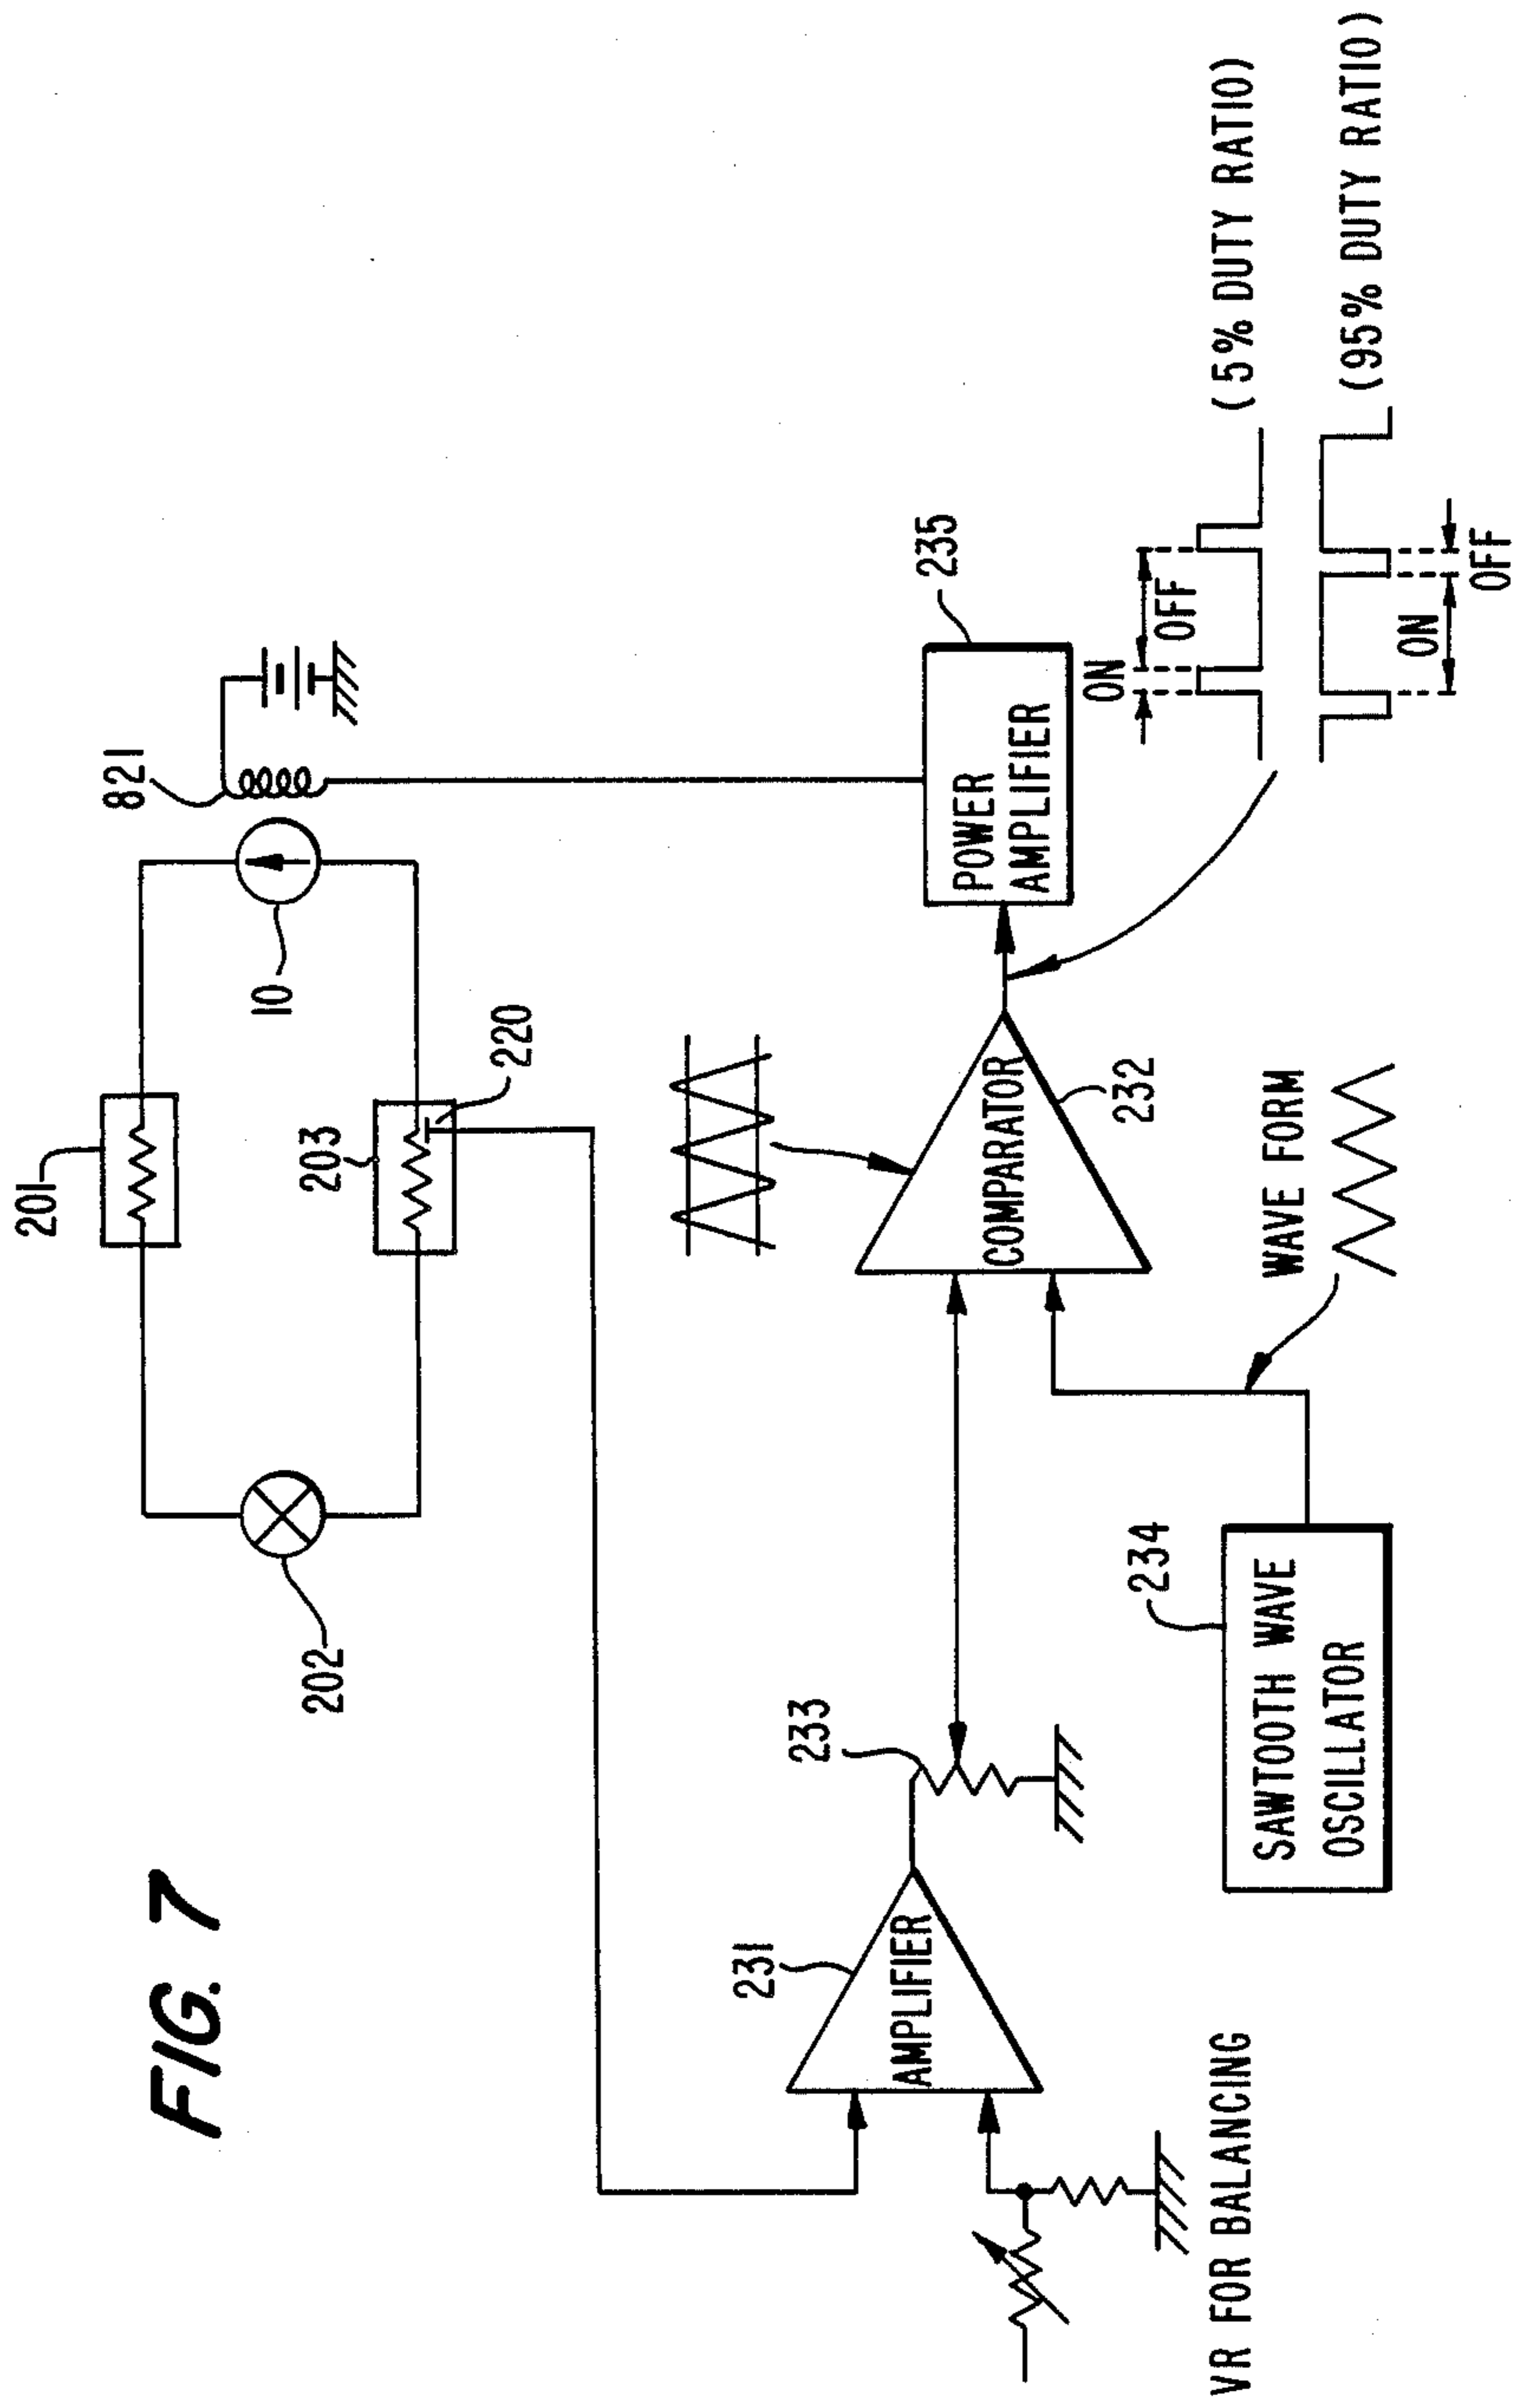 FIG. 7
201
202
203
220
10
821
231
AMPLIFIER
VR FOR BALANCING
233
COMPARATOR
232
234
SAWTOOTH WAVE
OSCILLATOR
WAVE FORM
235
POWER
AMPLIFIER
ON
OFF
(5% DUTY RATIO)
ON
OFF
(95% DUTY RATIO)